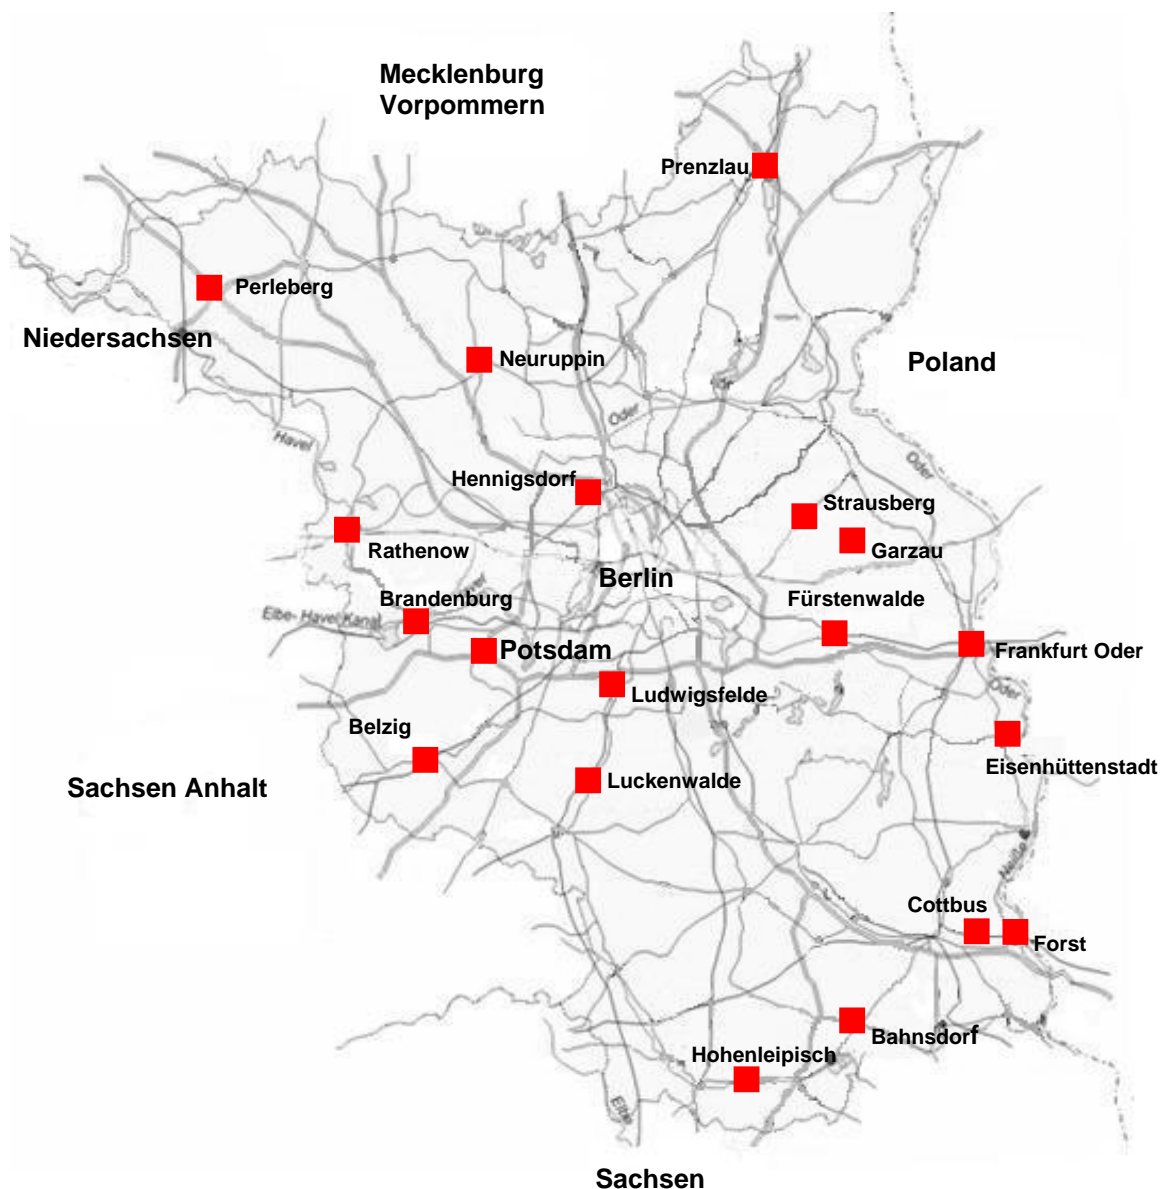 Mecklenburg
Vorpommern
Prenzlau
Perleberg
Niedersachsen
Neuruppin
Poland
Oder
Havel
Oder
Hennigsdorf
Strausberg
Rathenow
Garzau
Berlin
Brandenburg
Fürstenwalde
Elbe- Havel Kanal
Potsdam
Frankfurt Oder
Oder
Ludwigsfelde
Belzig
Eisenhüttenstadt
Sachsen Anhalt
Luckenwalde
Neiße
Cottbus
Forst
Bahnsdorf
Hohenleipisch
Elbe
Sachsen